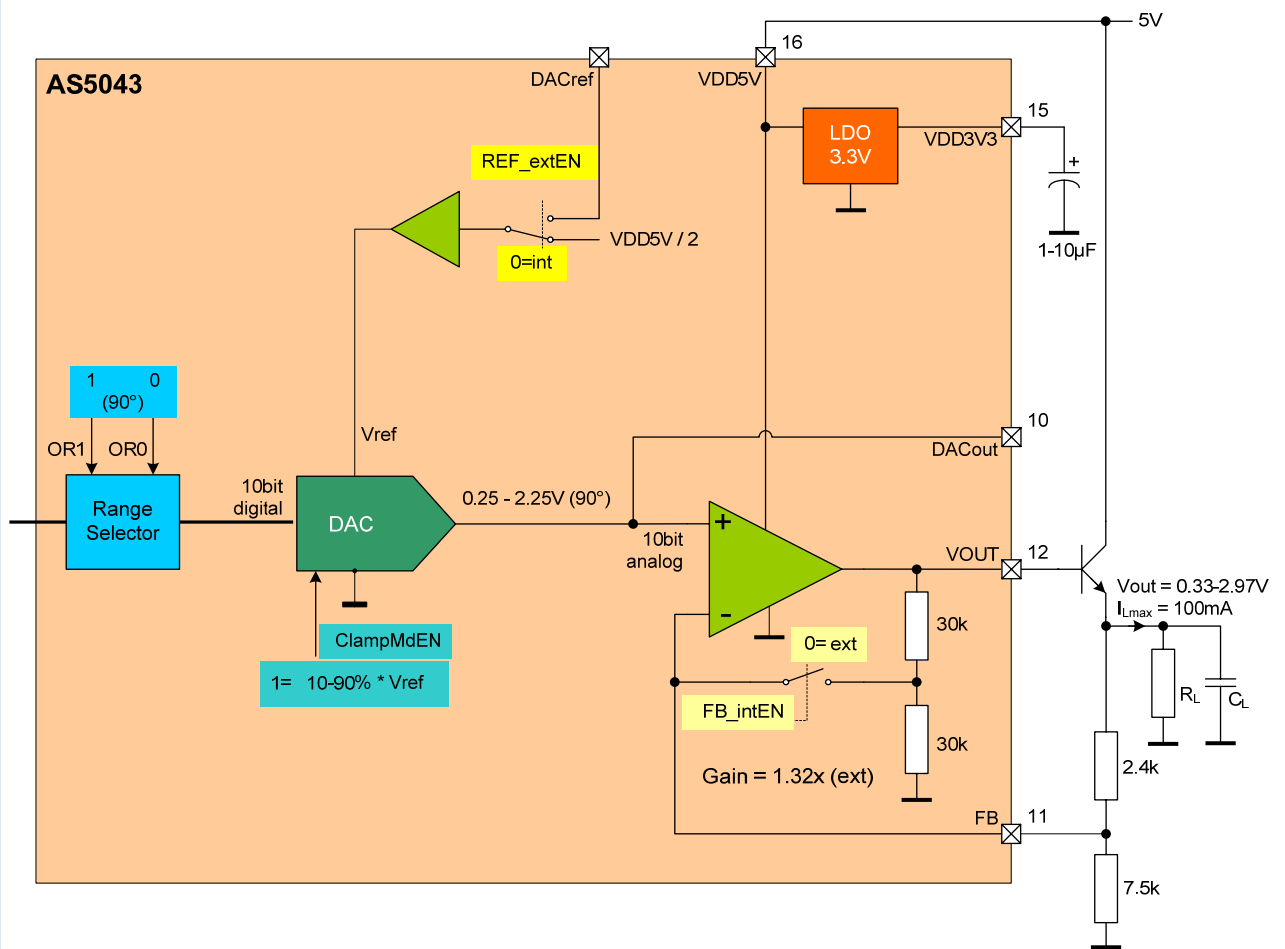 5V
16
AS5043
DACref
VDD5V
15
LDO
3.3V
VDD3V3
REF_extEN
+
VDD5V / 2
0=int
1-10µF
1 0
(90°)
10
OR1 OR0
Vref
DACout
10bit
digital
0.25 - 2.25V (90°)
Range
Selector
DAC
+
10bit
analog
VOUT
12
Vout = 0.33-2.97V
ILmax = 100mA
-
30k
ClampMdEN
0= ext
1= 10-90% * Vref
RL
CL
FB_intEN
30k
Gain = 1.32x (ext)
2.4k
FB
11
7.5k